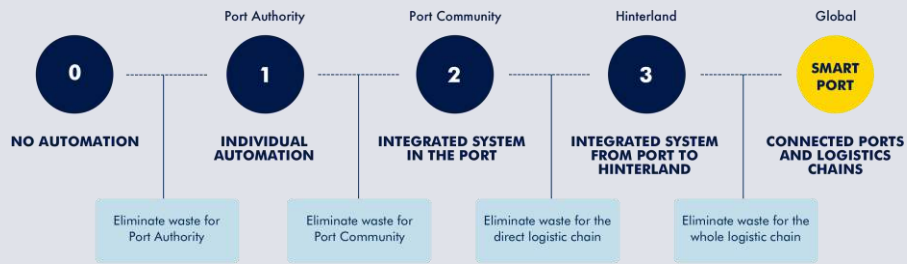 Port Authority
Port Community
Hinterland
Global
0
1
2
3
SMART
PORT
NO AUTOMATION
INDIVIDUAL
AUTOMATION
INTEGRATED SYSTEM
IN THE PORT
INTEGRATED SYSTEM
FROM PORT TO
HINTERLAND
CONNECTED PORTS
AND LOGISTICS
CHAINS
Eliminate waste for
Port Authority
Eliminate waste for
Port Community
Eliminate waste for the
direct logistic chain
Eliminate waste for the
whole logistic chain